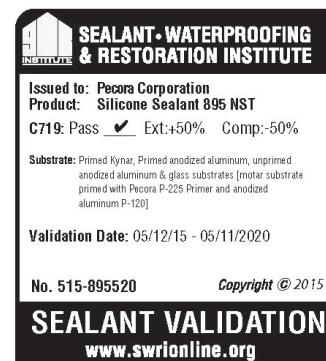 SEALANT • WATERPROOFING
& RESTORATION INSTITUTE
INSTITUTE
Issued to: Pecora Corporation
Product: Silicone Sealant 895 NST
C719: Pass ✔ Ext:+50% Comp:-50%
Substrate: Primed Kynar, Primed anodized aluminum, unprimed
anodized aluminum & glass substrates [motar substrate
primed with Pecora P-225 Primer and anodized
aluminum P-120]
Validation Date: 05/12/15 - 05/11/2020
No. 515-895520 Copyright © 2015
SEALANT VALIDATION
www.swrionline.org